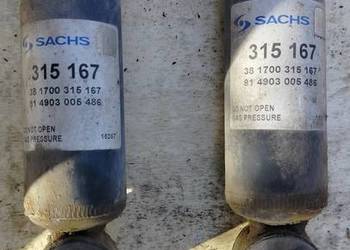 SACHS
315 167
38 1700 315 167
81 4903 005 486
DO NOT OPEN
GAS PRESSURE
SACHS
315 167
38 1700 315 167
81 4903 005 486
DO NOT OPEN
GAS PRESSURE